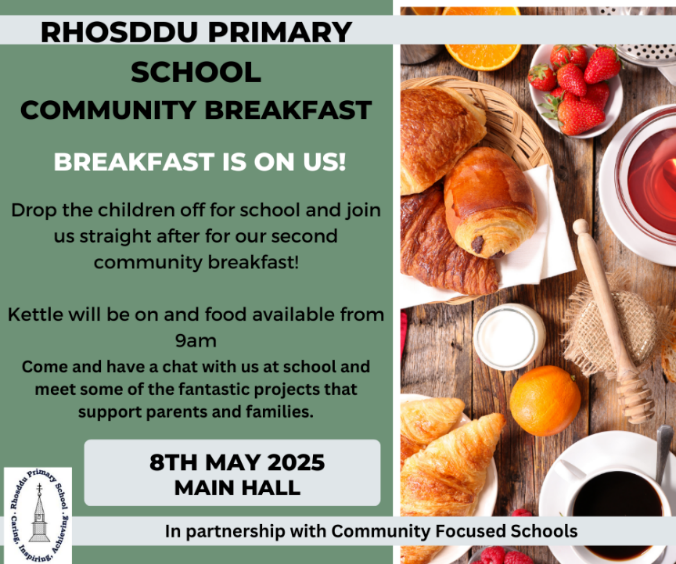 RHOSDDU PRIMARY
SCHOOL
COMMUNITY BREAKFAST
BREAKFAST IS ON US!
Drop the children off for school and join
us straight after for our second
community breakfast!
Kettle will be on and food available from
9am
Come and have a chat with us at school and
meet some of the fantastic projects that
support parents and families.
8TH MAY 2025
MAIN HALL
Rhosddu Primary School
Caring, Inspiring, Achieving
In partnership with Community Focused Schools